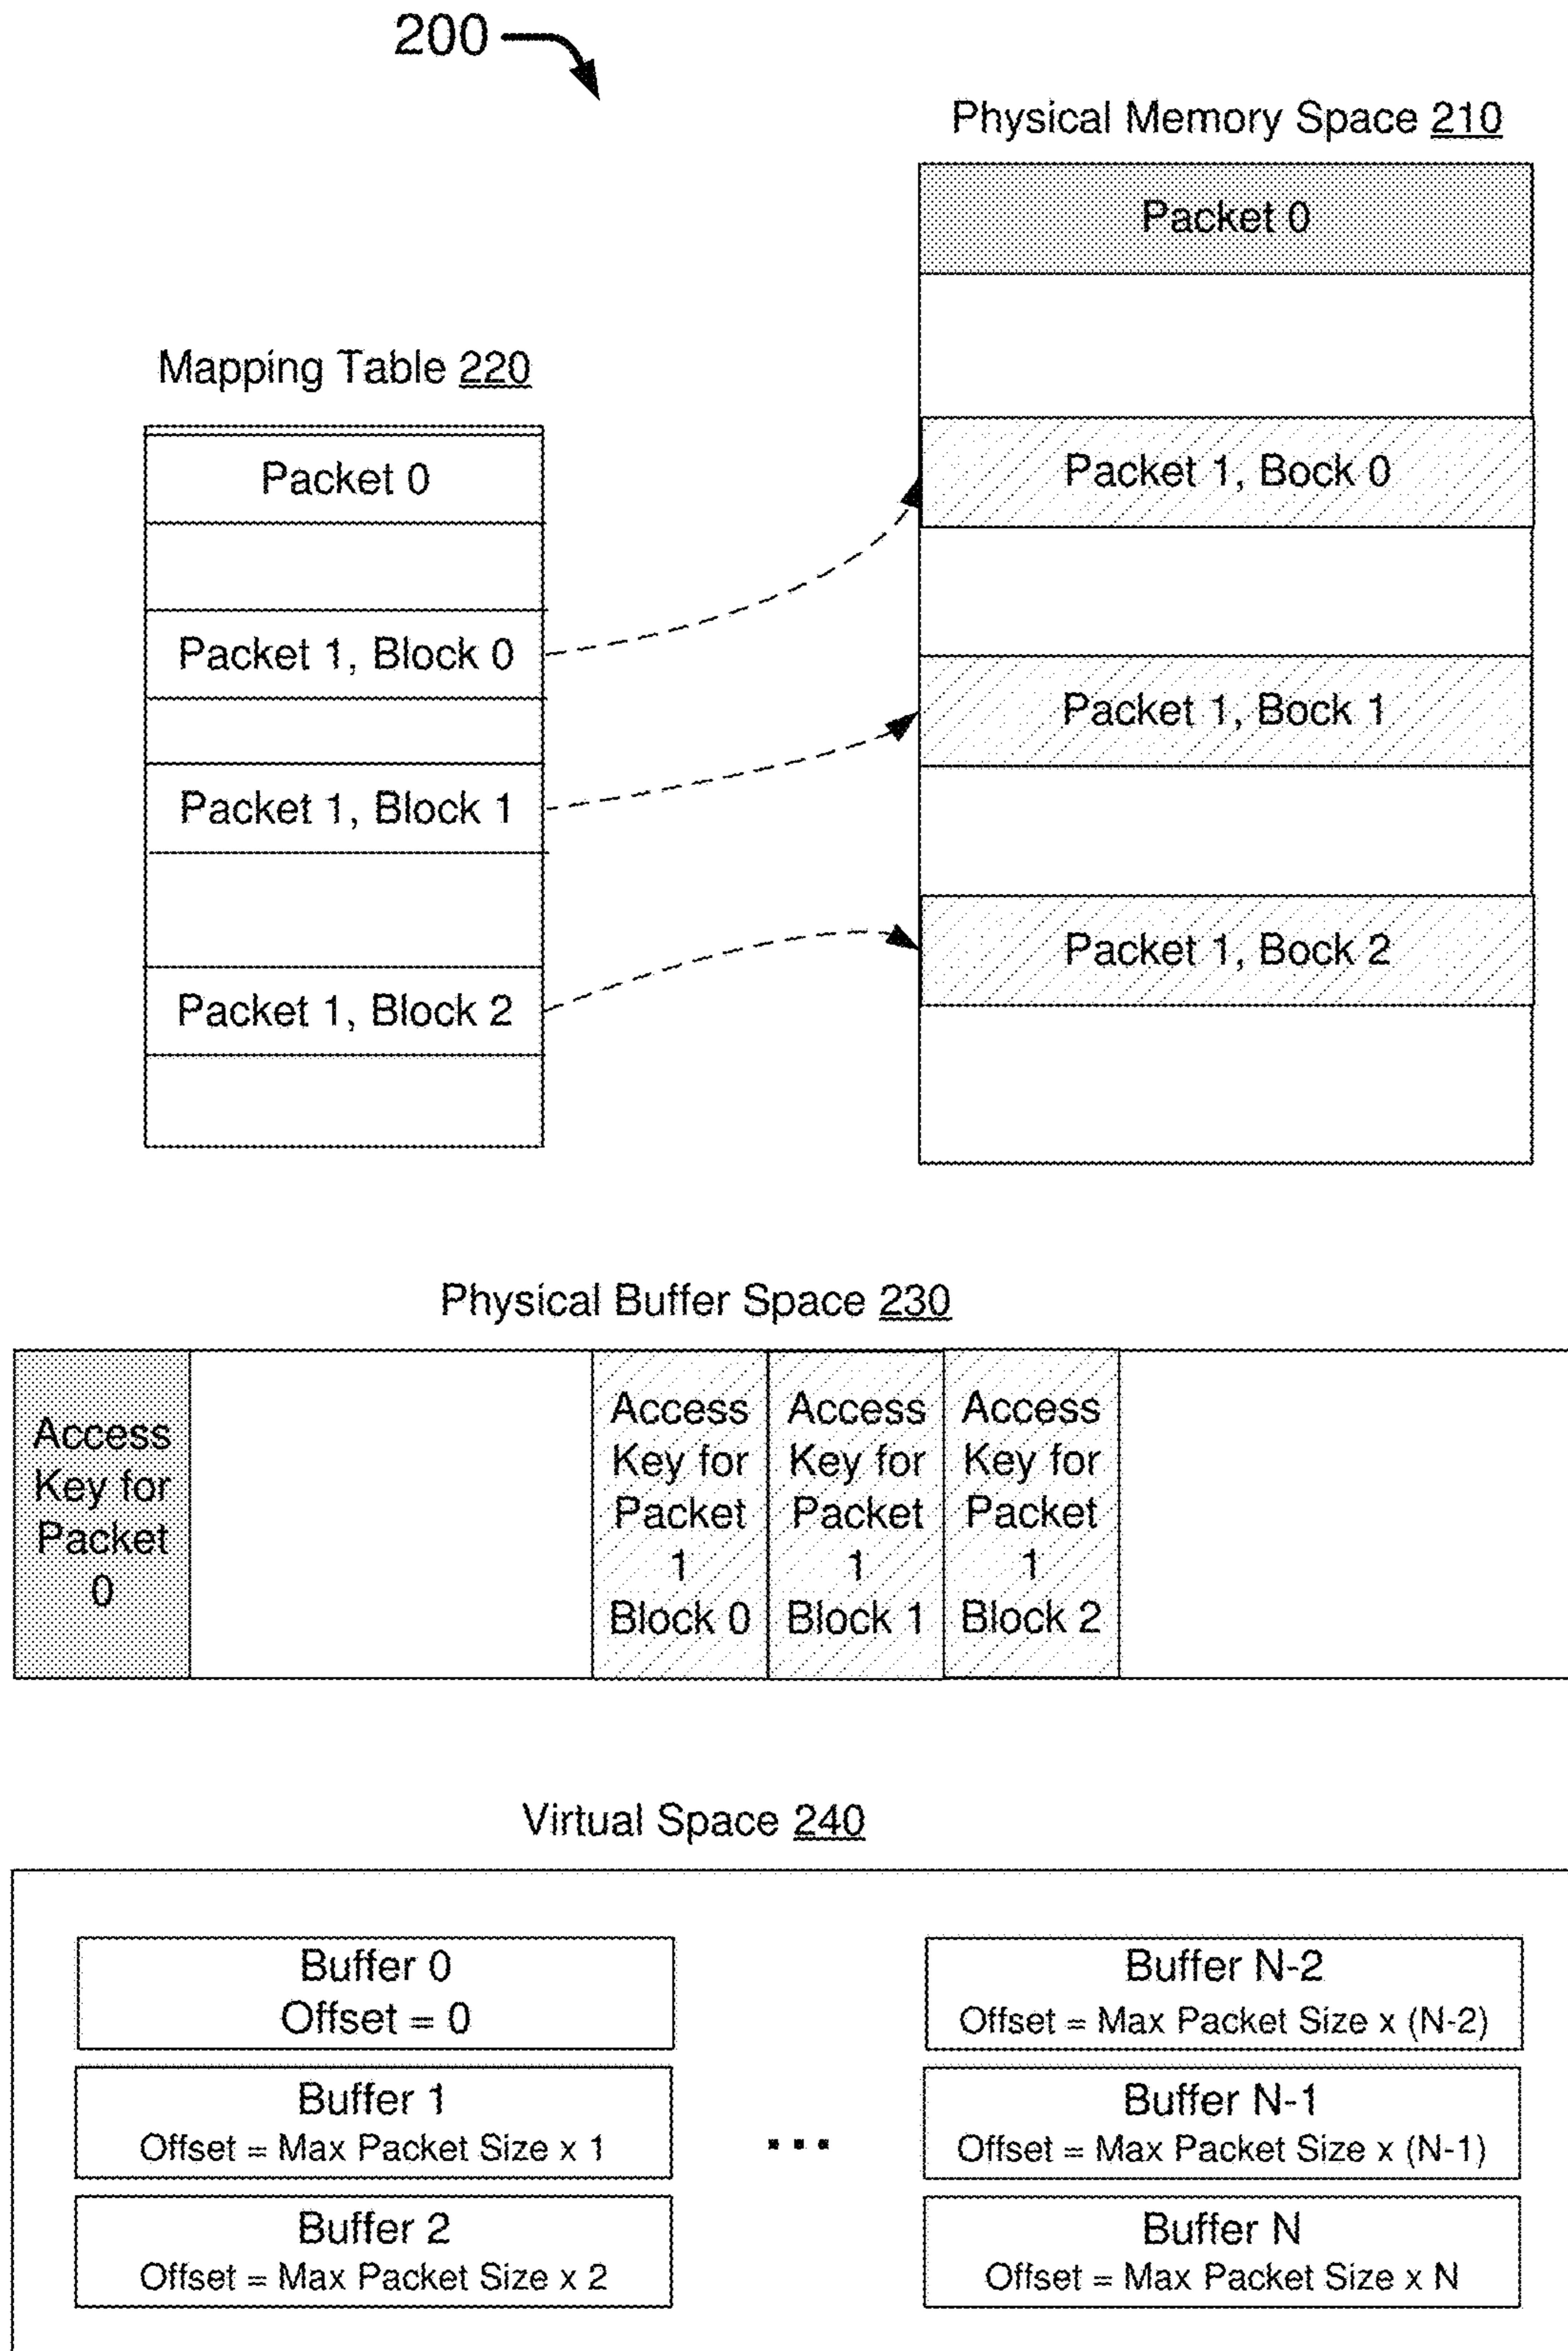 200
Physical Memory Space 210
Packet 0
Packet 1, Bock 0
Packet 1, Bock 1
Packet 1, Bock 2
Mapping Table 220
Packet 0
Packet 1, Block 0
Packet 1, Block 1
Packet 1, Block 2
Physical Buffer Space 230
Access
Key for
Packet
0
Access
Key for
Packet
1
Block 0
Access
Key for
Packet
1
Block 1
Access
Key for
Packet
1
Block 2
Virtual Space 240
Buffer 0
Offset = 0
Buffer 1
Offset = Max Packet Size x 1
Buffer 2
Offset = Max Packet Size x 2
...
Buffer N-2
Offset = Max Packet Size x (N-2)
Buffer N-1
Offset = Max Packet Size x (N-1)
Buffer N
Offset = Max Packet Size x N